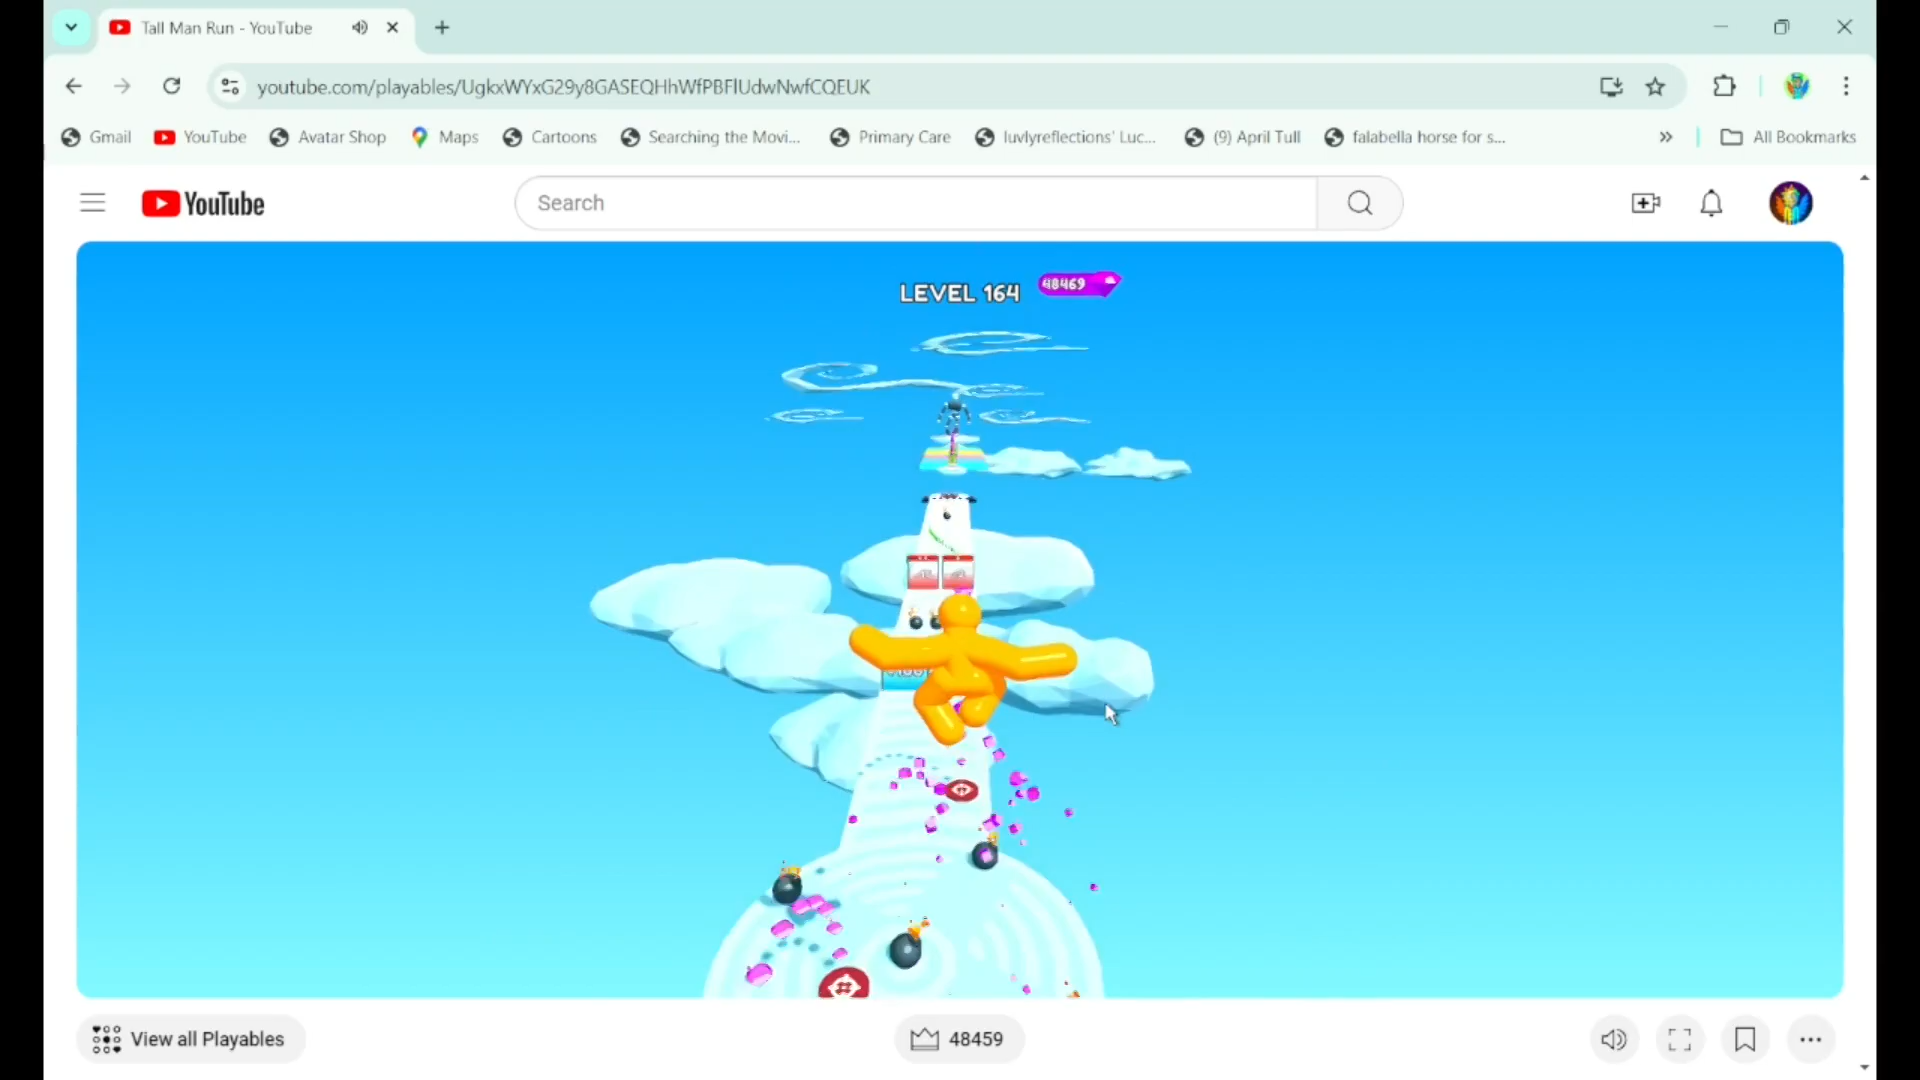 Tall Man Run - YouTube
youtube.com/playables/UgkxWYxG29y8GASEQHhWfPBFlUdwNwfCQEUK
Gmail YouTube Avatar Shop Maps Cartoons Searching the Movi... Primary Care luvlyreflections' Luc... (9) April Tull falabella horse for s... » All Bookmarks
YouTube Search
LEVEL 164 48469
View all Playables 48459